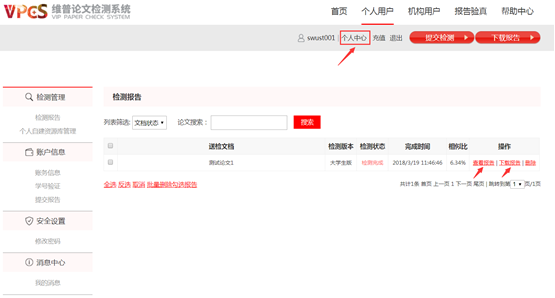 VPCS 维普论文检测系统
VIP PAPER CHECK SYSTEM
首页 个人用户 机构用户 报告验真 帮助中心
swust001 | 个人中心 充值 退出 提交检测 下载报告
检测管理
检测报告
个人自建资源库管理
账户信息
账务信息
学号验证
提交报告
安全设置
修改密码
消息中心
我的消息
检测报告
列表筛选: 文档状态 论文搜索: 搜索
送检文档 检测版本 检测状态 完成时间 相似比 操作
测试论文1 大学生版 检测完成 2018/3/19 11:46:46 6.34% 查看报告 | 下载报告 | 删除
全选 反选 取消 批量删除勾选报告
共计1条 首页 上一页 1 下一页 尾页 | 跳转到第 1 页/1页